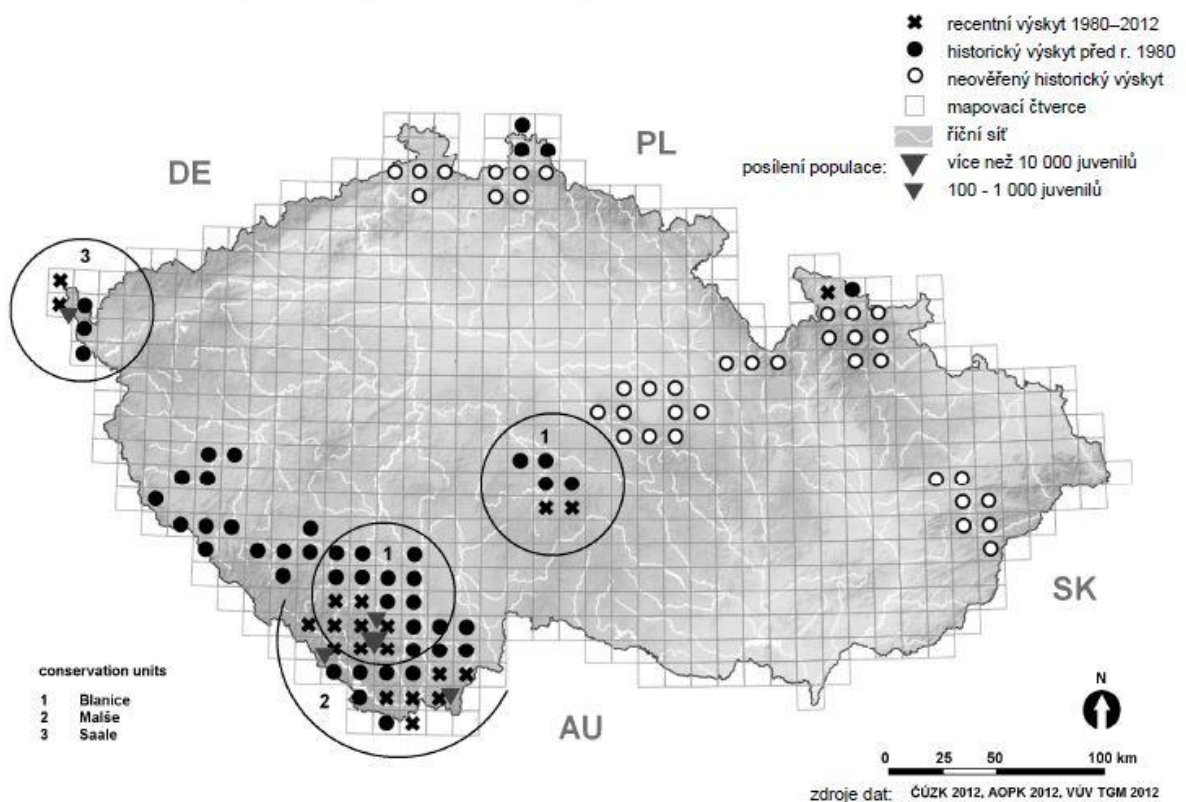 ✖ recentní výskyt 1980–2012
● historický výskyt před r. 1980
○ neověřený historický výskyt
mapovací čtverce
říční síť
posílení populace:
▼ více než 10 000 juvenilů
▼ 100 - 1 000 juvenilů
DE
PL
3
1
1
2
SK
AU
conservation units
1 Blanice
2 Malše
3 Saale
N
0 25 50 100 km
zdroje dat: ČÚZK 2012, AOPK 2012, VÚV TGM 2012